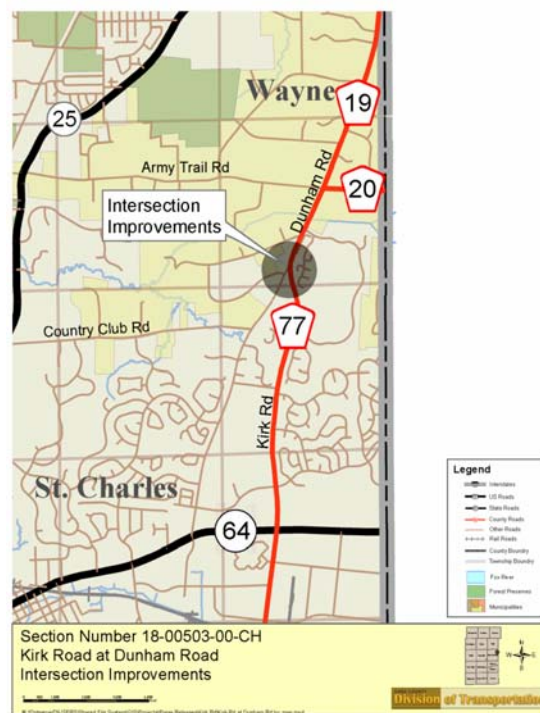 Wayne
19
25
Army Trail Rd
20
Dunham Rd
Intersection
Improvements
77
Country Club Rd
Kirk Rd
St. Charles
64
Legend
Interstates
US Roads
State Roads
County Roads
Other Roads
Rail Roads
County Boundry
Township Boundry
Fox River
Forest Preserves
Municipalities
Section Number 18-00503-00-CH
Kirk Road at Dunham Road
Intersection Improvements
N
W
E
S
Division of Transportation